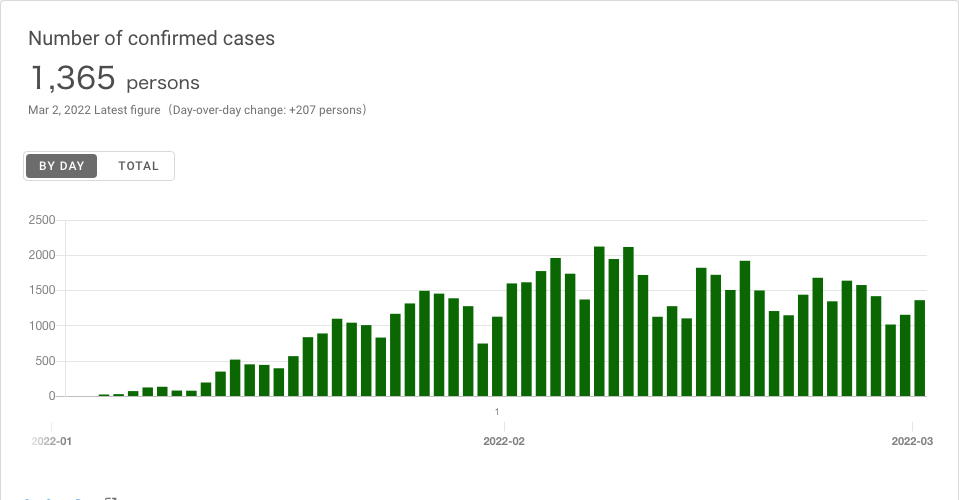 Number of confirmed cases
1,365 persons
Mar 2, 2022 Latest figure（Day-over-day change: +207 persons）
BY DAY TOTAL
2500
2000
1500
1000
500
0
1
2022-01 2022-02 2022-03